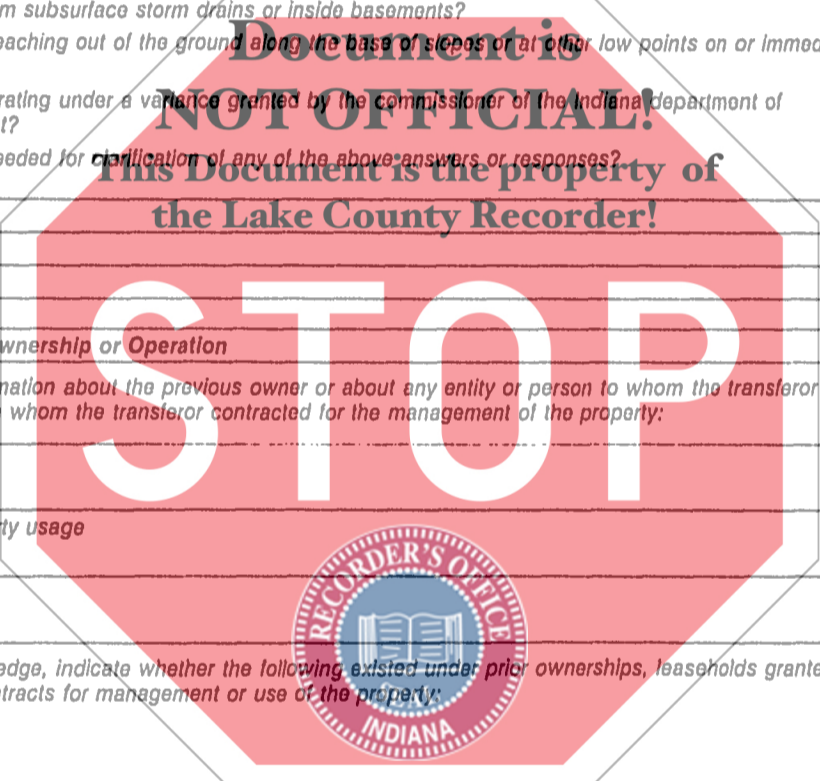 m subsurface storm drains or inside basements?
Document is
eaching out of the ground along the base of slopes or at other low points on or immed
rating under a variance granted by the commissioner of the Indiana department of
NOT OFFICIAL!
t?
eeded for clarification of any of the above answers or responses?
This Document is the property of
the Lake County Recorder!
STOP
wnership or Operation
nation about the previous owner or about any entity or person to whom the transferor
whom the transferor contracted for the management of the property:
ty usage
RECORDER'S OFFICE
SEAL
INDIANA
edge, indicate whether the following existed under prior ownerships, leaseholds grante
tracts for management or use of the property: